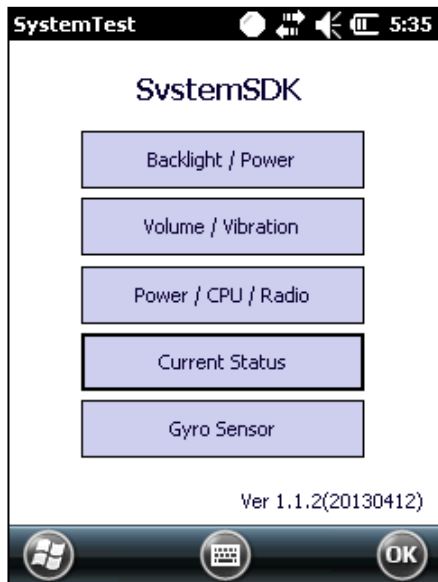 SystemTest 5:35
SvstemSDK
Backlight / Power
Volume / Vibration
Power / CPU / Radio
Current Status
Gyro Sensor
Ver 1.1.2(20130412)
OK